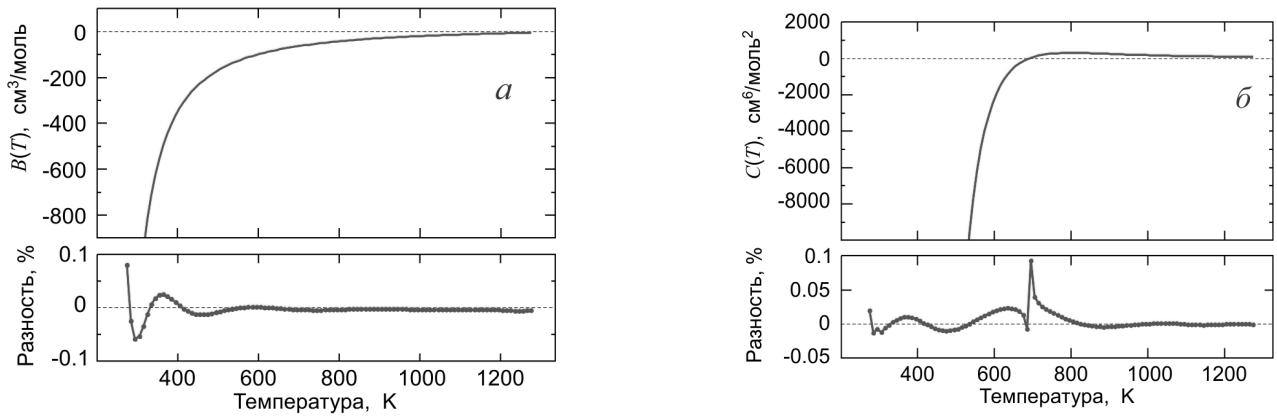 0
-200
-400
-600
-800
B(T), см³/моль
а
0.1
0
-0.1
Разность, %
400 600 800 1000 1200
Температура, К
2000
0
-2000
-4000
-6000
-8000
C(T), см⁶/моль²
б
0.1
0.05
0
-0.05
Разность, %
400 600 800 1000 1200
Температура, К